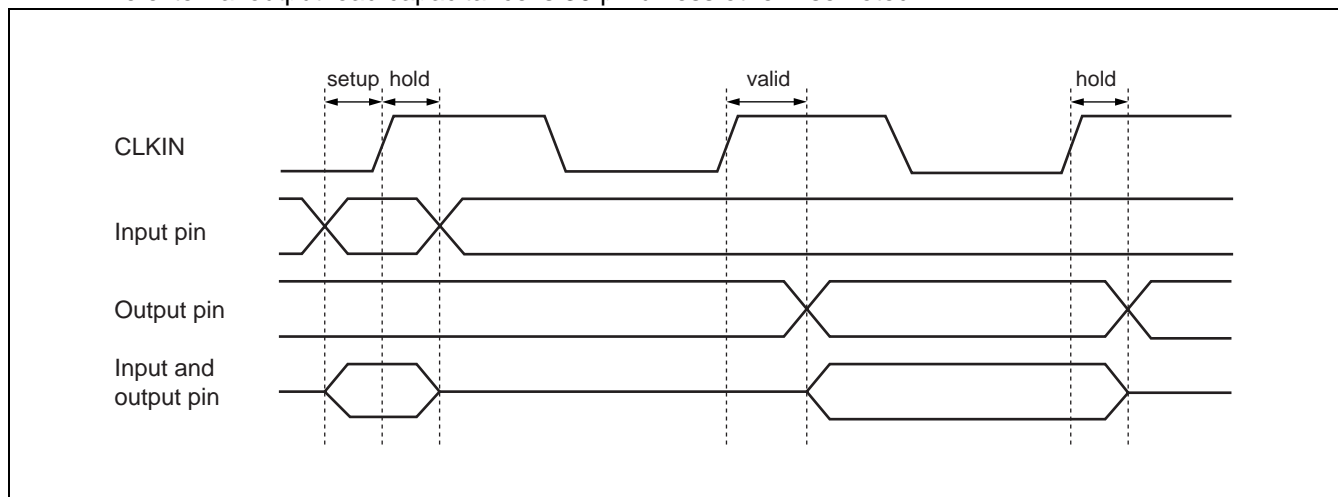 setup hold valid hold
CLKIN
Input pin
Output pin
Input and
output pin